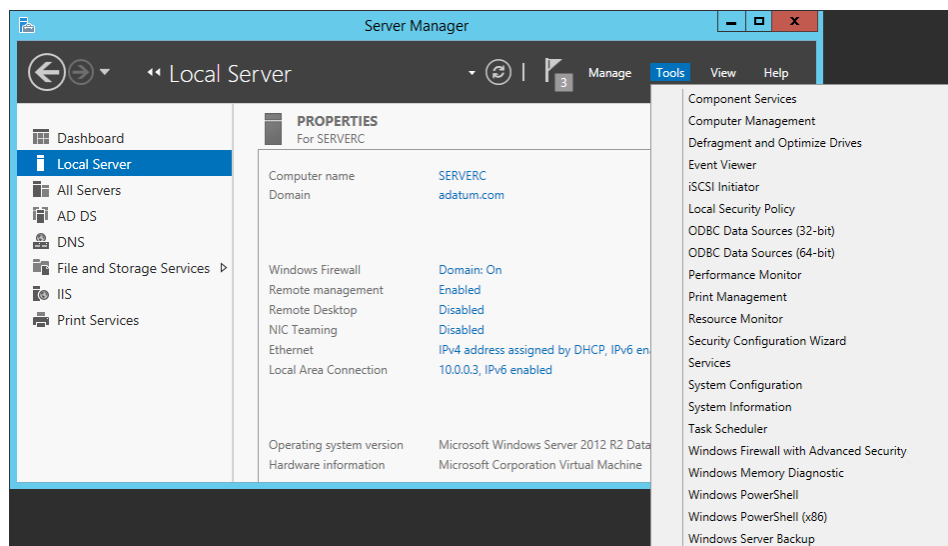 Server Manager
Local Server
3
Manage Tools View Help
Dashboard
Local Server
All Servers
AD DS
DNS
File and Storage Services
IIS
Print Services
PROPERTIES
For SERVERC
Computer name SERVERC
Domain adatum.com
Windows Firewall Domain: On
Remote management Enabled
Remote Desktop Disabled
NIC Teaming Disabled
Ethernet IPv4 address assigned by DHCP, IPv6 en
Local Area Connection 10.0.0.3, IPv6 enabled
Operating system version Microsoft Windows Server 2012 R2 Data
Hardware information Microsoft Corporation Virtual Machine
Component Services
Computer Management
Defragment and Optimize Drives
Event Viewer
iSCSI Initiator
Local Security Policy
ODBC Data Sources (32-bit)
ODBC Data Sources (64-bit)
Performance Monitor
Print Management
Resource Monitor
Security Configuration Wizard
Services
System Configuration
System Information
Task Scheduler
Windows Firewall with Advanced Security
Windows Memory Diagnostic
Windows PowerShell
Windows PowerShell (x86)
Windows Server Backup